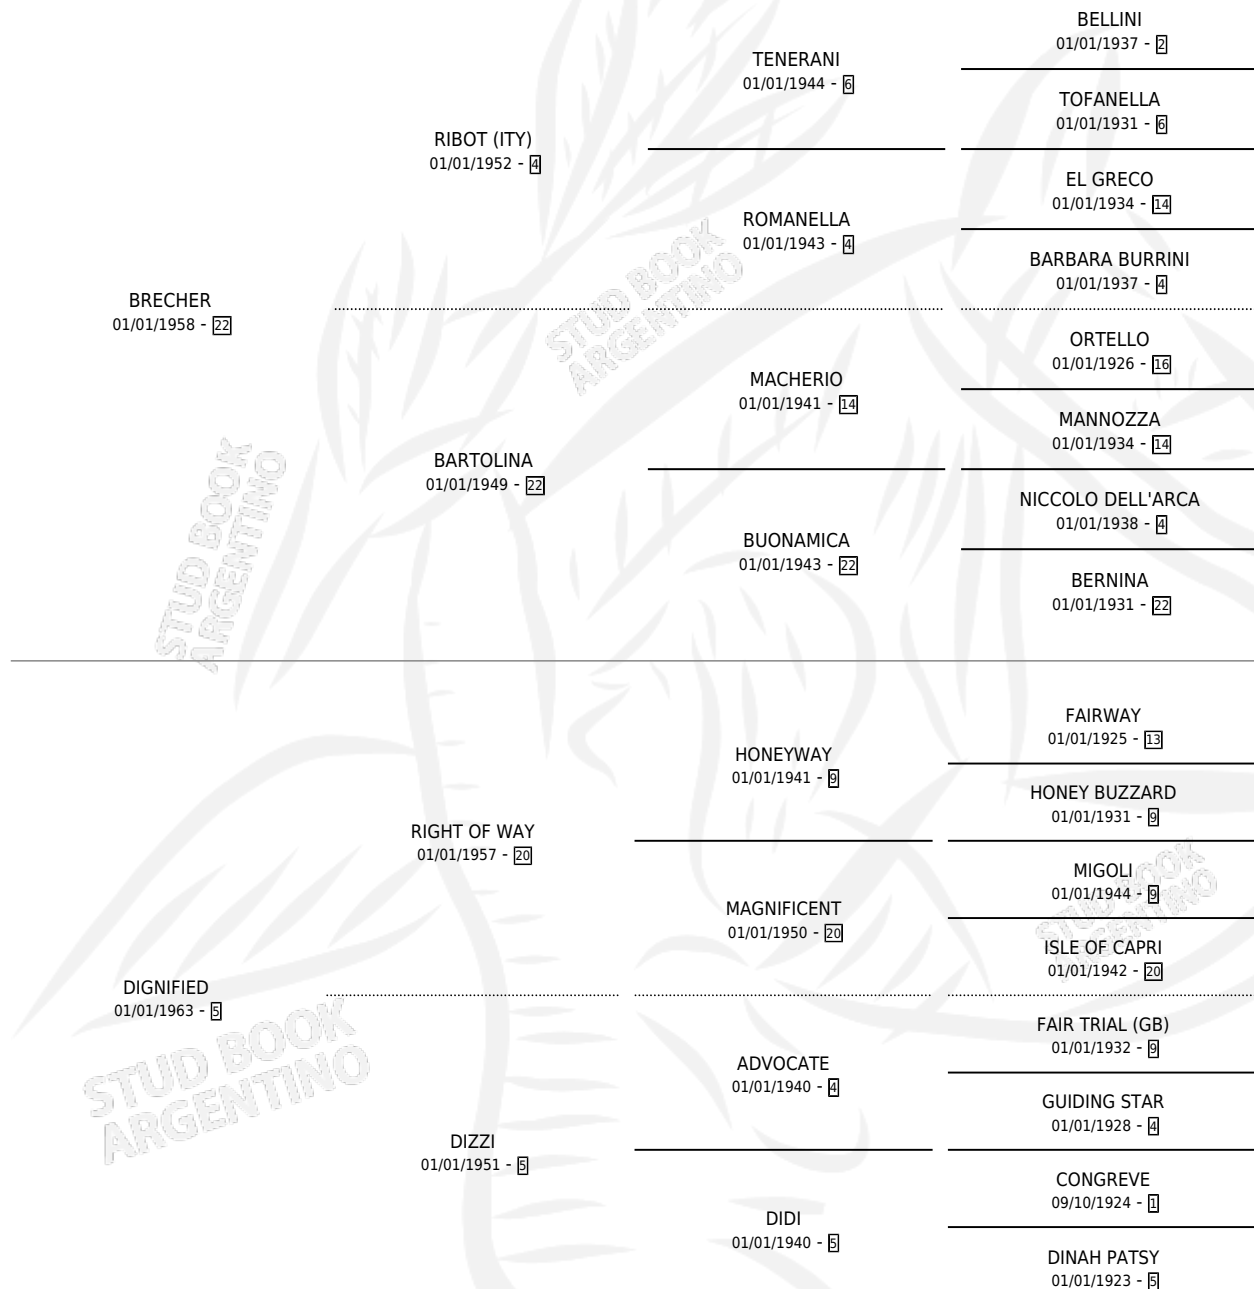 BRECHER
01/01/1958 - 22
RIBOT (ITY)
01/01/1952 - 4
BARTOLINA
01/01/1949 - 22
TENERANI
01/01/1944 - 6
ROMANELLA
01/01/1943 - 4
MACHERIO
01/01/1941 - 14
BUONAMICA
01/01/1943 - 22
BELLINI
01/01/1937 - 2
TOFANELLA
01/01/1931 - 6
EL GRECO
01/01/1934 - 14
BARBARA BURRINI
01/01/1937 - 4
ORTELLO
01/01/1926 - 16
MANNOZZA
01/01/1934 - 14
NICCOLO DELL'ARCA
01/01/1938 - 4
BERNINA
01/01/1931 - 22
DIGNIFIED
01/01/1963 - 5
RIGHT OF WAY
01/01/1957 - 20
DIZZI
01/01/1951 - 5
HONEYWAY
01/01/1941 - 9
MAGNIFICENT
01/01/1950 - 20
ADVOCATE
01/01/1940 - 4
DIDI
01/01/1940 - 5
FAIRWAY
01/01/1925 - 13
HONEY BUZZARD
01/01/1931 - 9
MIGOLI
01/01/1944 - 9
ISLE OF CAPRI
01/01/1942 - 20
FAIR TRIAL (GB)
01/01/1932 - 9
GUIDING STAR
01/01/1928 - 4
CONGREVE
09/10/1924 - 1
DINAH PATSY
01/01/1923 - 5
STUD BOOK
ARGENTINO
STUD BOOK
ARGENTINO
STUD BOOK
ARGENTINO
STUD BOOK
ARGENTINO